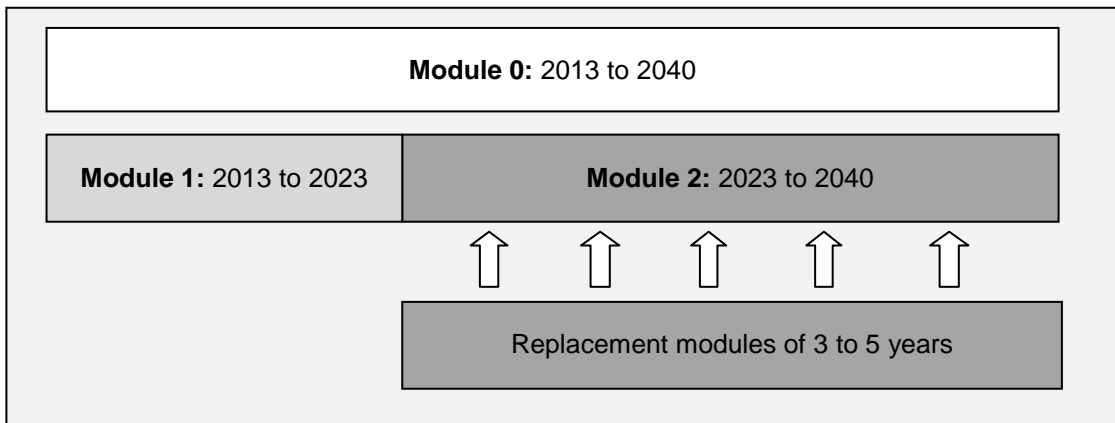 Module 0: 2013 to 2040
Module 1: 2013 to 2023
Module 2: 2023 to 2040
Replacement modules of 3 to 5 years